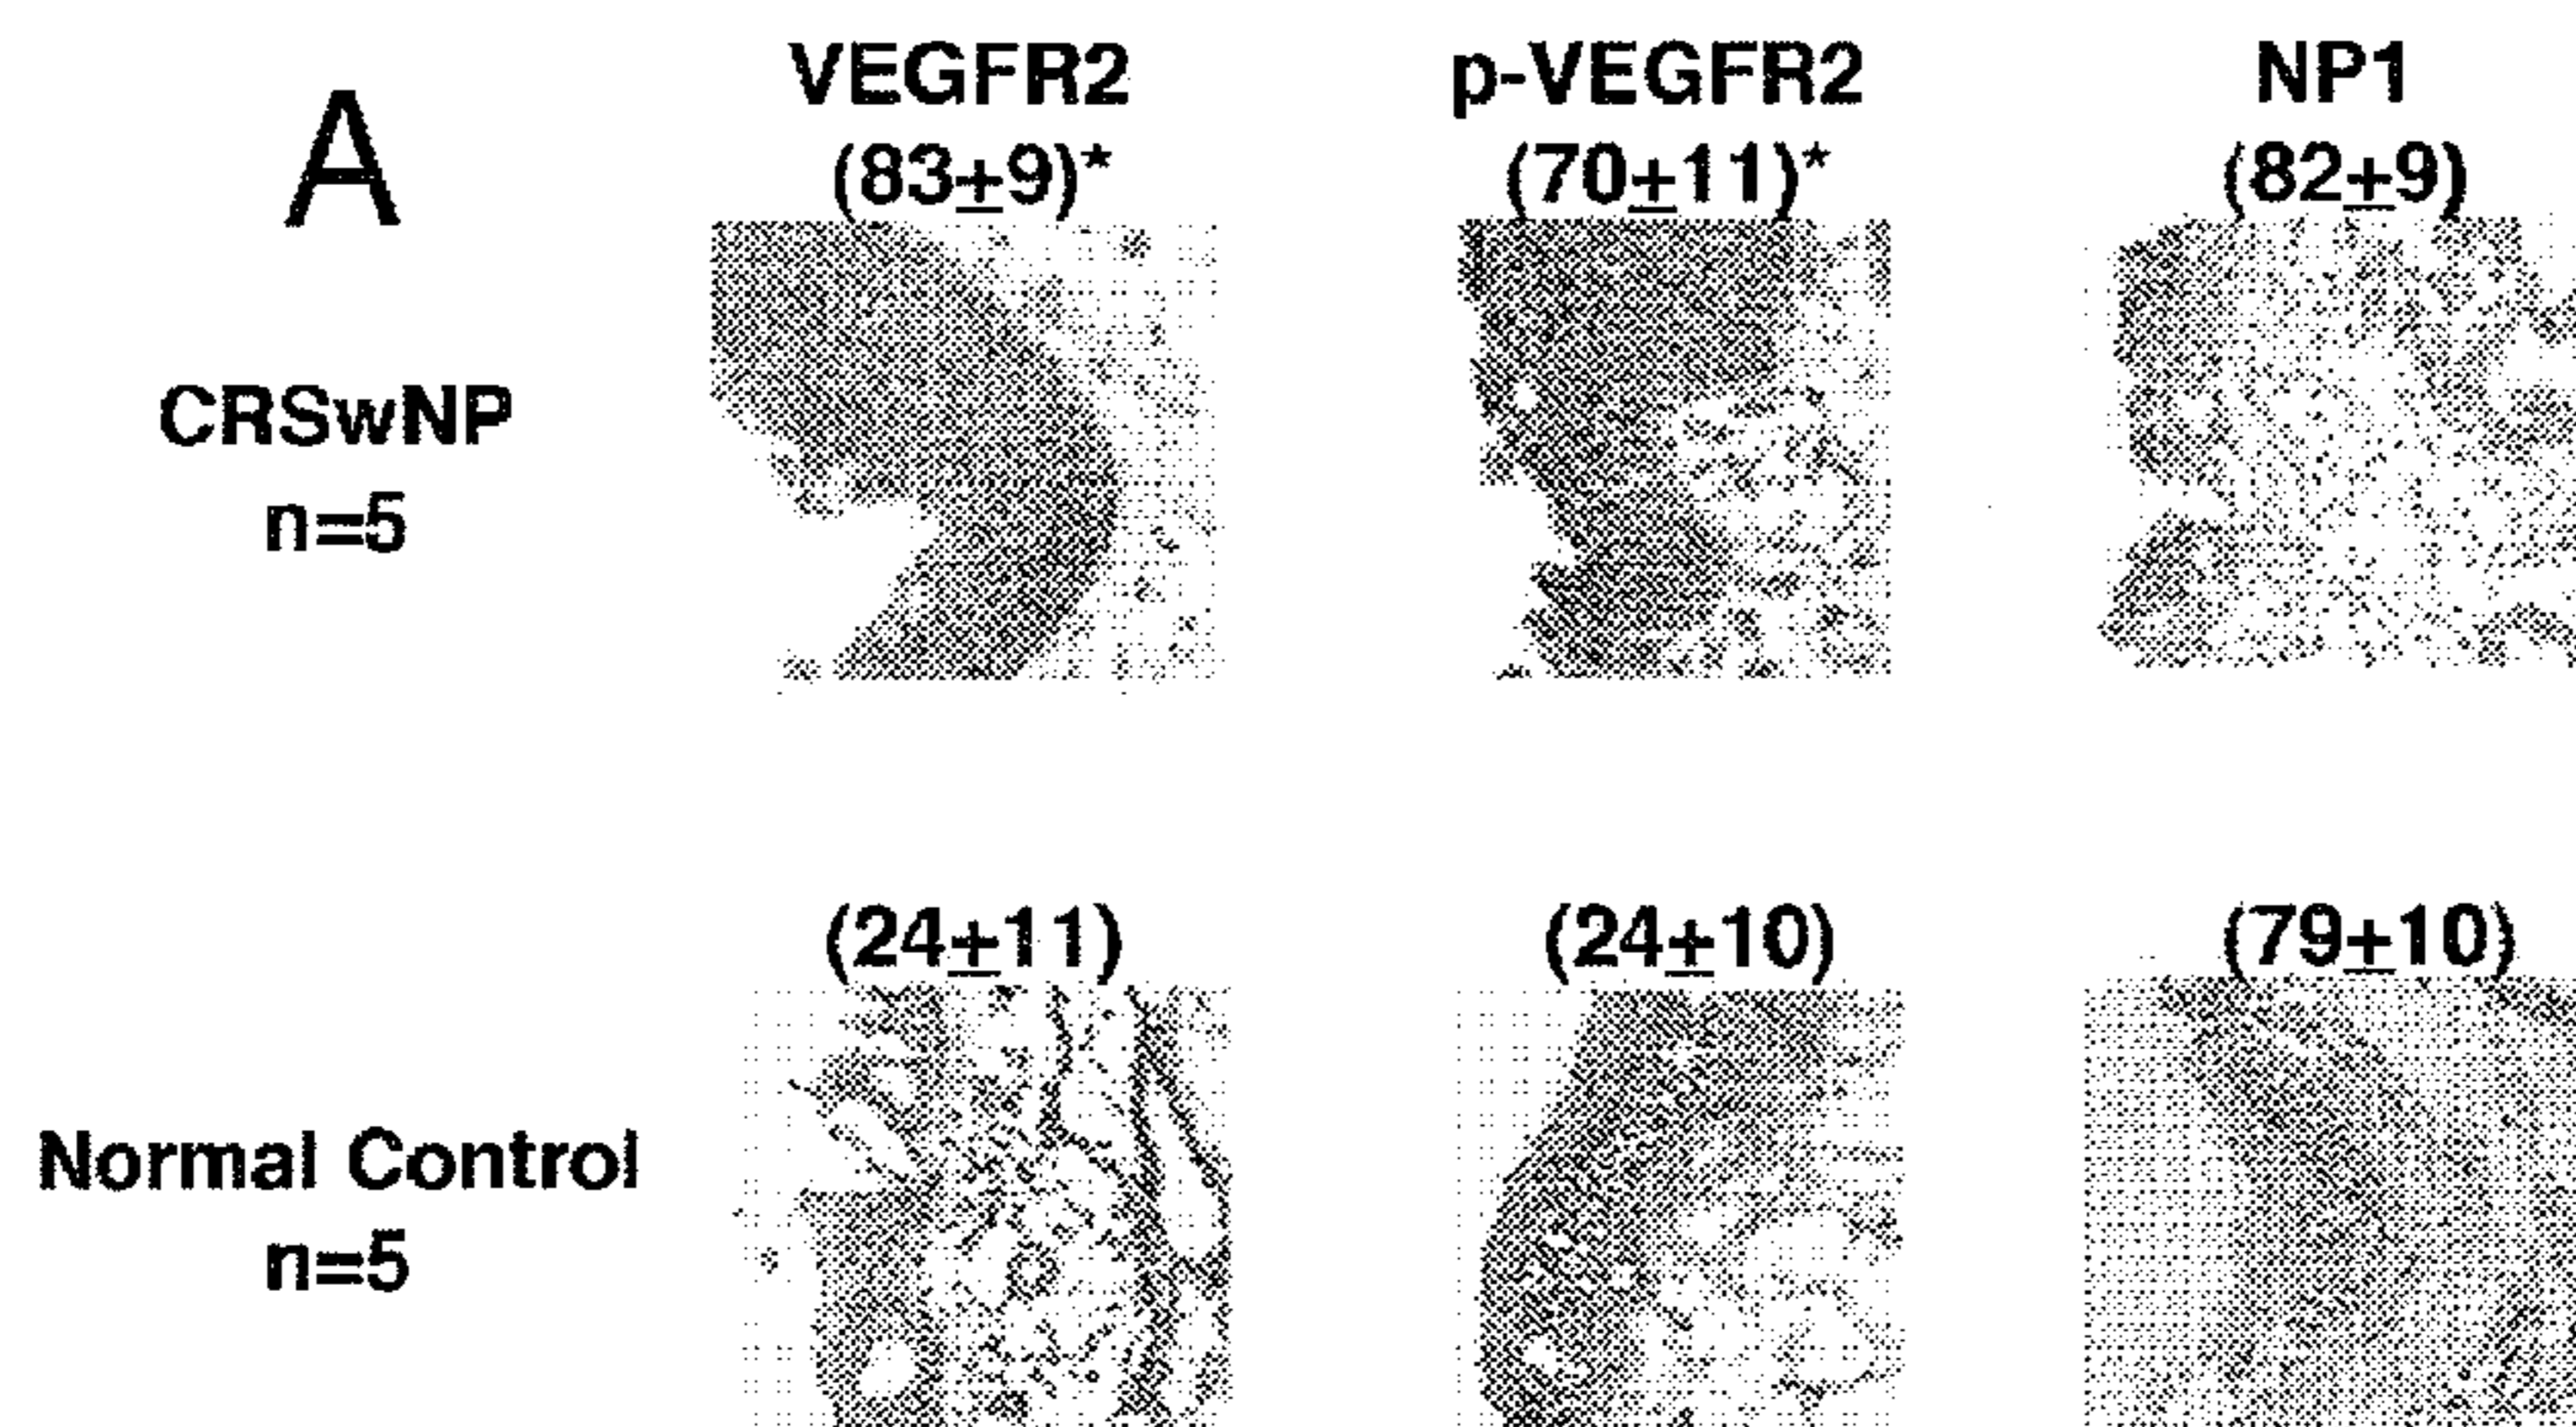 A
VEGFR2 p-VEGFR2 NP1
(83±9)* (70±11)* (82±9)
CRSwNP
n=5
(24±11) (24±10) (79±10)
Normal Control
n=5